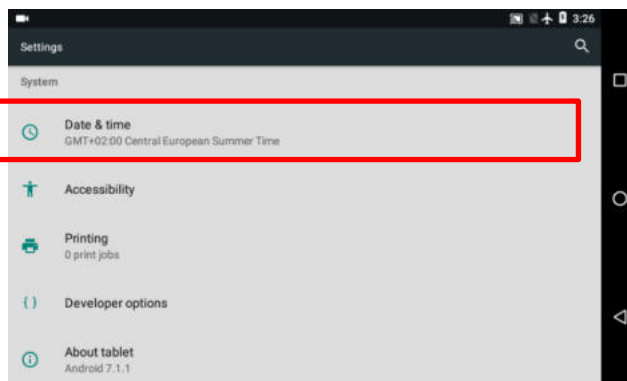 3:26
Settings
System
Date & time
GMT+02:00 Central European Summer Time
Accessibility
Printing
0 print jobs
Developer options
About tablet
Android 7.1.1